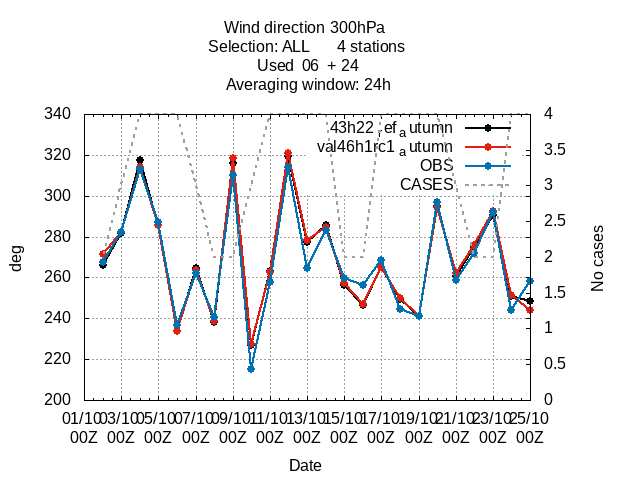 Wind direction 300hPa
Selection: ALL 4 stations
Used 06 + 24
Averaging window: 24h
340
320
300
280
260
240
220
200
deg
4
3.5
3
2.5
2
1.5
1
0.5
0
No cases
43h22_ref_autumn
val46h1rc1_autumn
OBS
CASES
01/10 03/10 05/10 07/10 09/10 11/10 13/10 15/10 17/10 19/10 21/10 23/10 25/10
00Z 00Z 00Z 00Z 00Z 00Z 00Z 00Z 00Z 00Z 00Z 00Z 00Z
Date